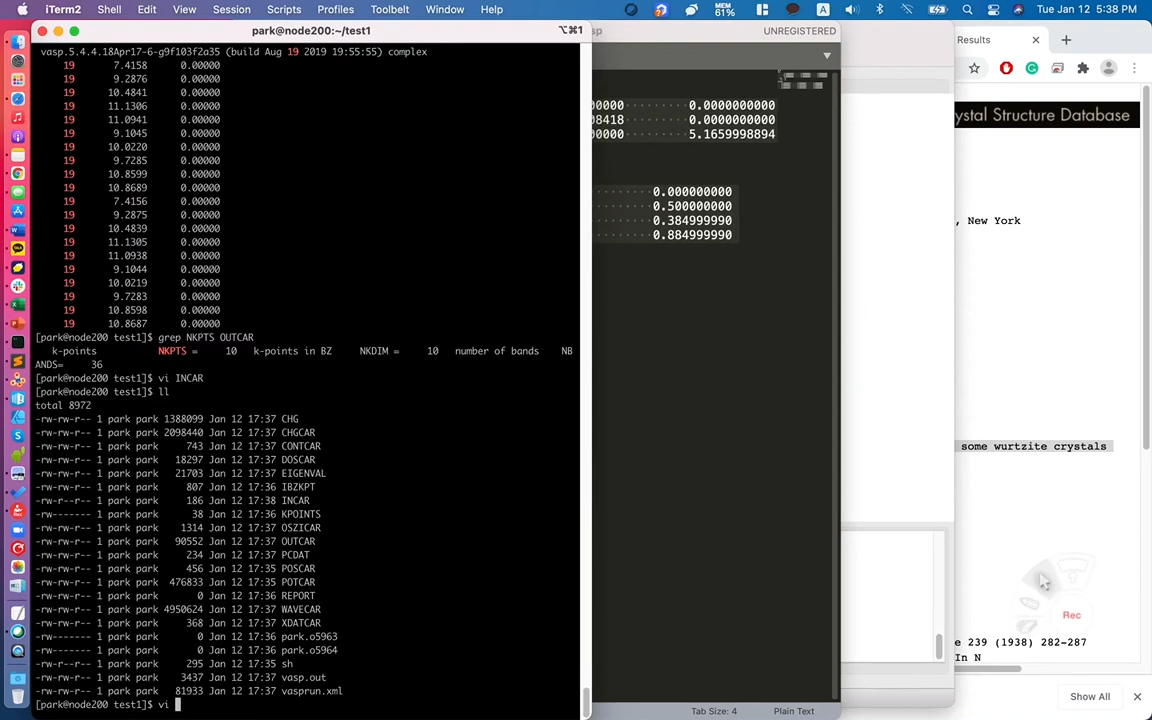 iTerm2 Shell Edit View Session Scripts Profiles Toolbelt Window Help
MEM 61%
A
Tue Jan 12 5:38 PM
park@node200:~/test1
⌥⌘1
sp
UNREGISTERED
Results
vasp.5.4.4.18Apr17-6-g9f103f2a35 (build Aug 19 2019 19:55:55) complex
19 7.4158 0.00000
19 9.2876 0.00000
19 10.4841 0.00000
19 11.1306 0.00000
19 11.0941 0.00000
19 9.1045 0.00000
19 10.0220 0.00000
19 9.7285 0.00000
19 10.8599 0.00000
19 10.8689 0.00000
19 7.4156 0.00000
19 9.2875 0.00000
19 10.4839 0.00000
19 11.1305 0.00000
19 11.0938 0.00000
19 9.1044 0.00000
19 10.0219 0.00000
19 9.7283 0.00000
19 10.8598 0.00000
19 10.8687 0.00000
[park@node200 test1]$ grep NKPTS OUTCAR
k-points NKPTS = 10 k-points in BZ NKDIM = 10 number of bands NB
ANDS= 36
[park@node200 test1]$ vi INCAR
[park@node200 test1]$ ll
total 8972
-rw-rw-r-- 1 park park 1388099 Jan 12 17:37 CHG
-rw-rw-r-- 1 park park 2098440 Jan 12 17:37 CHGCAR
-rw-rw-r-- 1 park park 743 Jan 12 17:37 CONTCAR
-rw-rw-r-- 1 park park 18297 Jan 12 17:37 DOSCAR
-rw-rw-r-- 1 park park 21703 Jan 12 17:37 EIGENVAL
-rw-rw-r-- 1 park park 807 Jan 12 17:36 IBZKPT
-rw-r--r-- 1 park park 186 Jan 12 17:38 INCAR
-rw------- 1 park park 38 Jan 12 17:36 KPOINTS
-rw-rw-r-- 1 park park 1314 Jan 12 17:37 OSZICAR
-rw-rw-r-- 1 park park 90552 Jan 12 17:37 OUTCAR
-rw-rw-r-- 1 park park 234 Jan 12 17:37 PCDAT
-rw-rw-r-- 1 park park 456 Jan 12 17:35 POSCAR
-rw-rw-r-- 1 park park 476833 Jan 12 17:35 POTCAR
-rw-rw-r-- 1 park park 0 Jan 12 17:36 REPORT
-rw-rw-r-- 1 park park 4950624 Jan 12 17:37 WAVECAR
-rw-rw-r-- 1 park park 368 Jan 12 17:37 XDATCAR
-rw------- 1 park park 0 Jan 12 17:36 park.o5963
-rw------- 1 park park 0 Jan 12 17:36 park.o5964
-rw-r--r-- 1 park park 295 Jan 12 17:35 sh
-rw-rw-r-- 1 park park 3437 Jan 12 17:37 vasp.out
-rw-rw-r-- 1 park park 81933 Jan 12 17:37 vasprun.xml
[park@node200 test1]$ vi
00000 0.0000000000
08418 0.0000000000
00000 5.1659998894
0.000000000
0.500000000
0.384999990
0.884999990
Tab Size: 4 Plain Text
ystal Structure Database
, New York
some wurtzite crystals
Rec
e 239 (1938) 282-287
In N
Show All